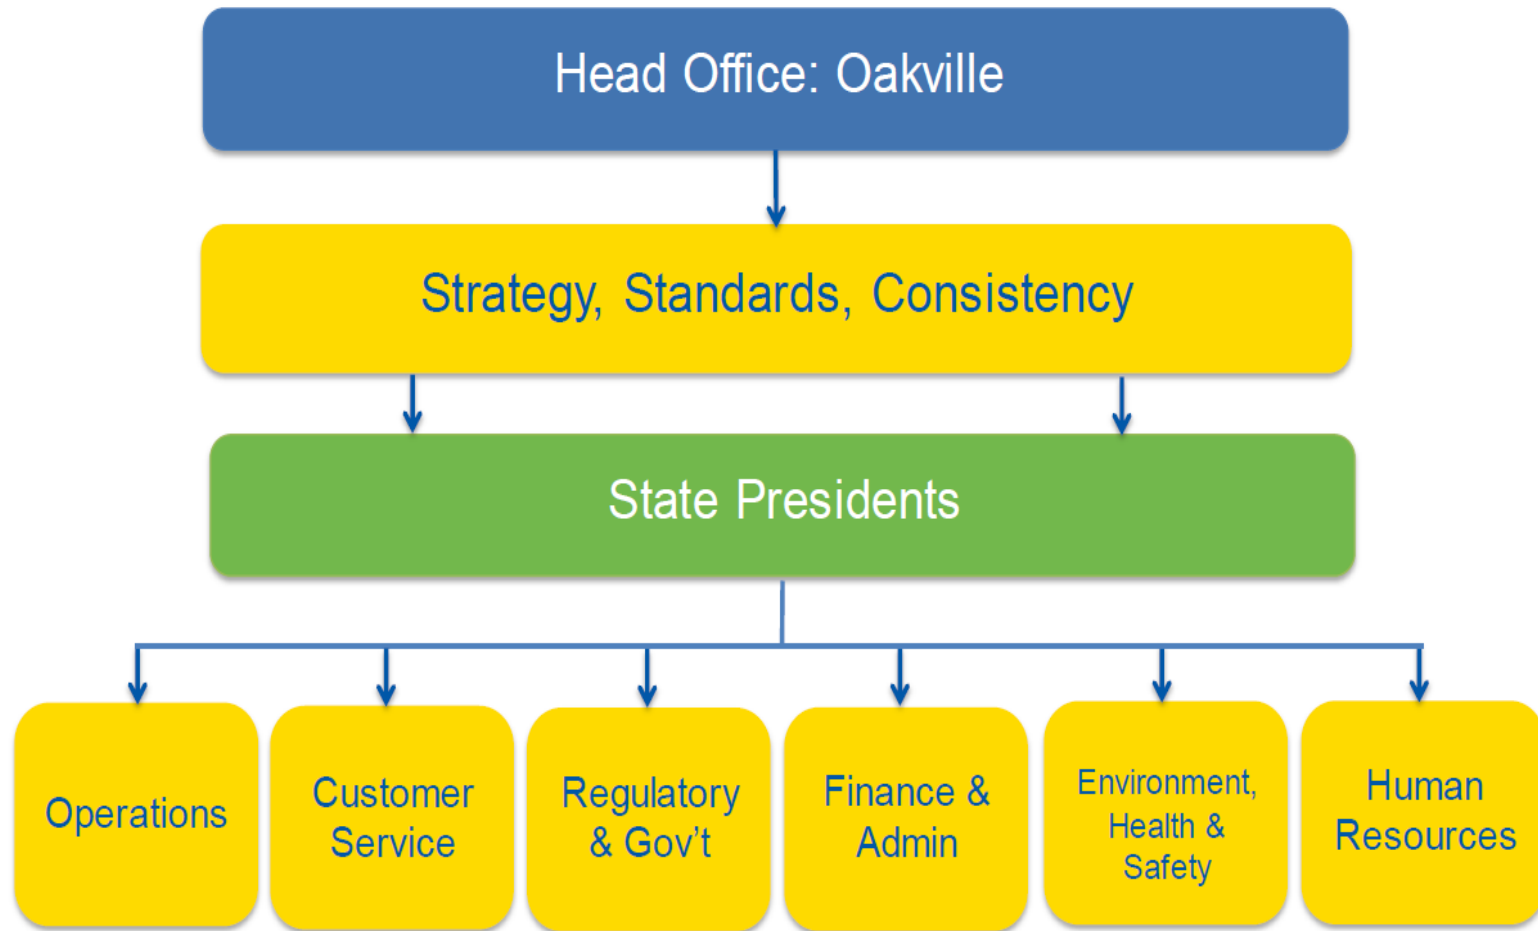 Head Office: Oakville
Strategy, Standards, Consistency
State Presidents
Operations
Customer
Service
Regulatory
& Gov’t
Finance &
Admin
Environment,
Health &
Safety
Human
Resources